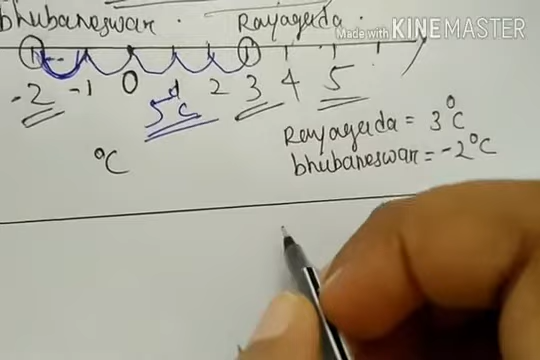 bhubaneswar . Rayagada .
Made with KINEMASTER
-2 -1 0 1 2 3 4 5
5°C
°C
Rayagada = 3°C
bhubaneswar = -2°C